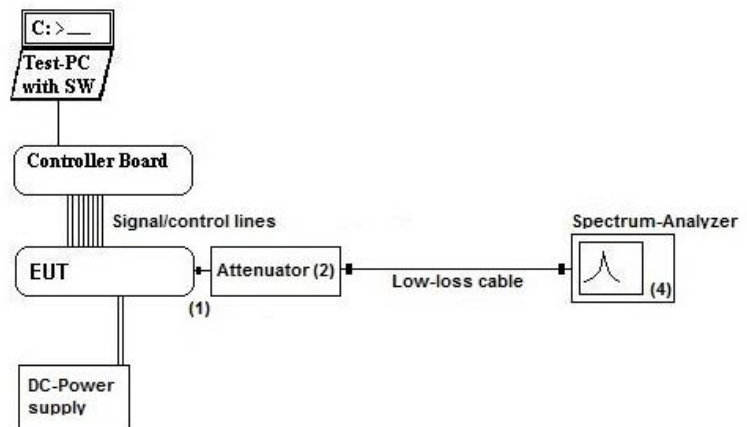 C: >__
Test-PC
with SW
Controller Board
Signal/control lines
Spectrum-Analyzer
EUT
Attenuator (2)
Low-loss cable
(4)
(1)
DC-Power
supply